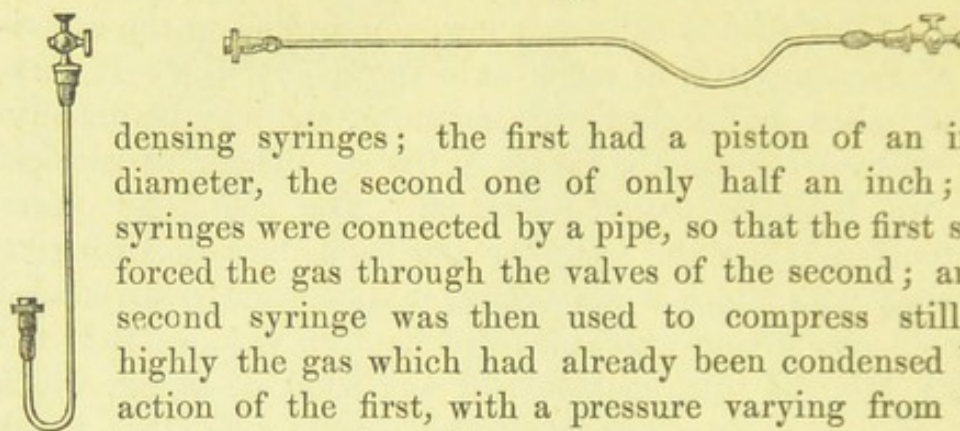 densing syringes; the first had a piston of an
diameter, the second one of only half an inch;
syringes were connected by a pipe, so that the first
forced the gas through the valves of the second;
second syringe was then used to compress still
highly the gas which had already been condensed
action of the first, with a pressure varying from